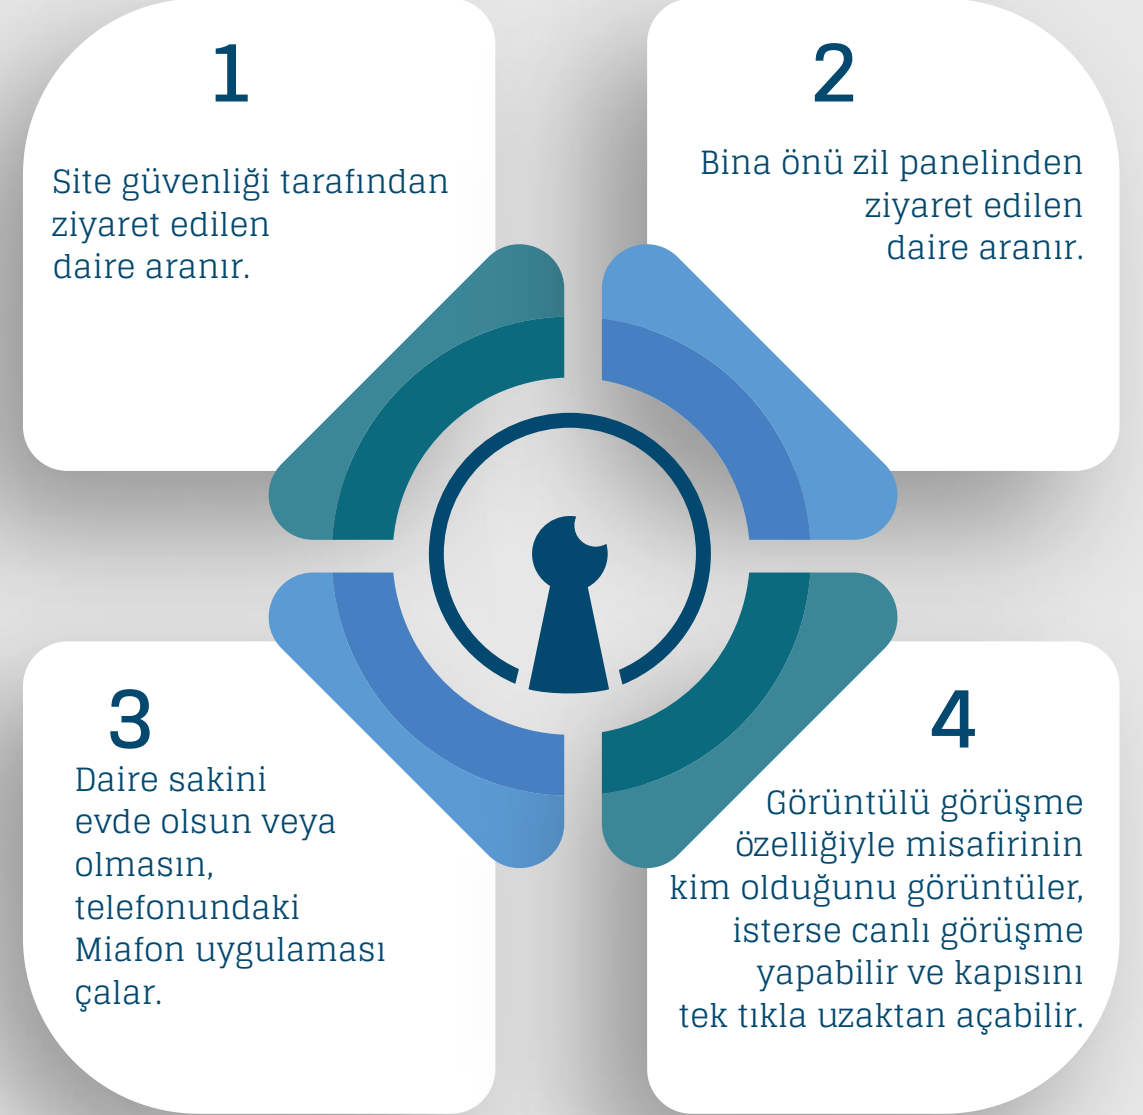 1
Site güvenliği tarafından
ziyaret edilen
daire aranır.
2
Bina önü zil panelinden
ziyaret edilen
daire aranır.
3
Daire sakini
evde olsun veya
olmasın,
telefonundaki
Miafon uygulaması
çalar.
4
Görüntülü görüşme
özelliğiyle misafirinin
kim olduğunu görüntüler,
isterse canlı görüşme
yapabilir ve kapısını
tek tıkla uzaktan açabilir.